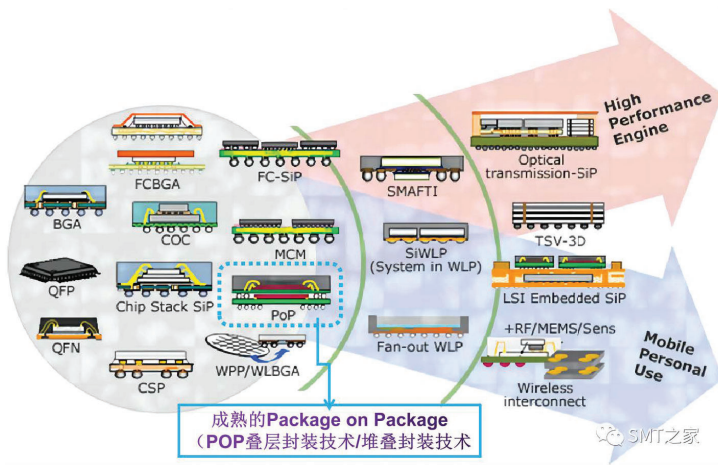 High
Performance
Engine
FCBGA
FC-SiP
SMAFTI
Optical
transmission-SiP
BGA
COC
MCM
SiWLP
(System in WLP)
TSV-3D
QFP
Chip Stack SiP
PoP
LSI Embedded SiP
QFN
CSP
WPP/WLBGA
Fan-out WLP
+RF/MEMS/Sens
Wireless
interconnect
Mobile
Personal
Use
成熟的Package on Package
（POP叠层封装技术/堆叠封装技术
SMT之家